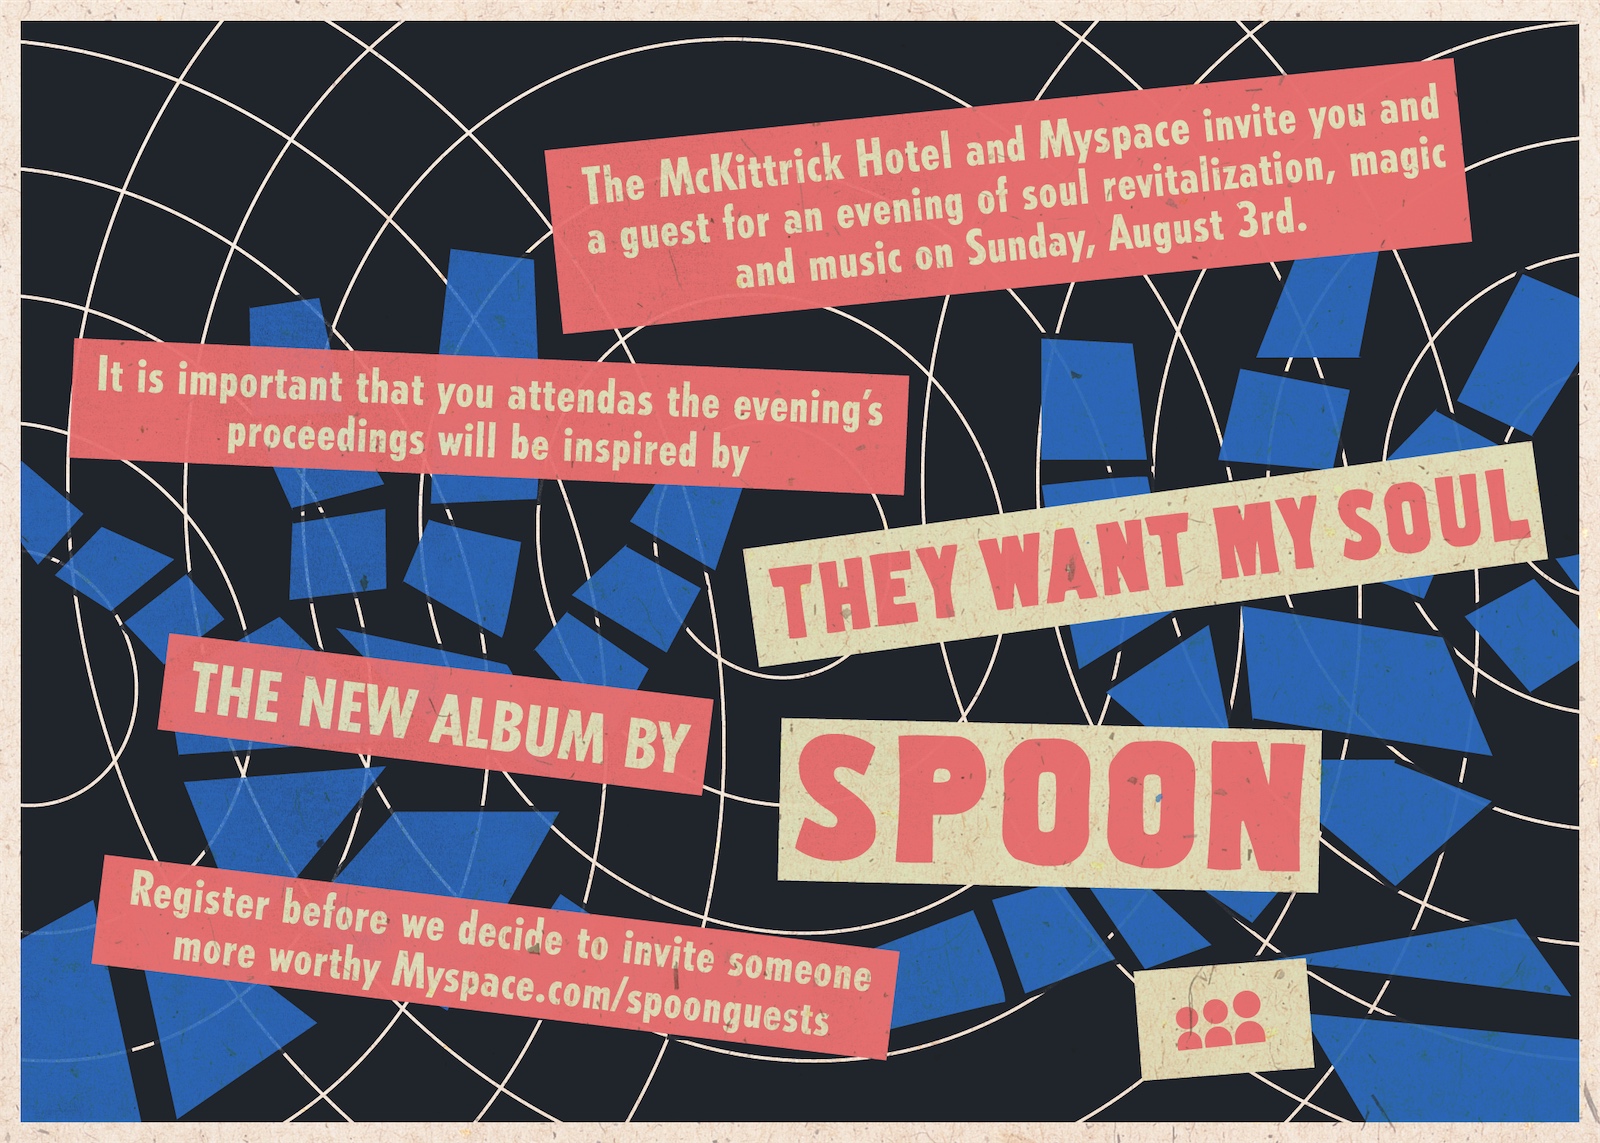 The McKittrick Hotel and Myspace invite you and
a guest for an evening of soul revitalization, magic
and music on Sunday, August 3rd.
It is important that you attendas the evening's
proceedings will be inspired by
THEY WANT MY SOUL
THE NEW ALBUM BY
SPOON
Register before we decide to invite someone
more worthy Myspace.com/spoonguests